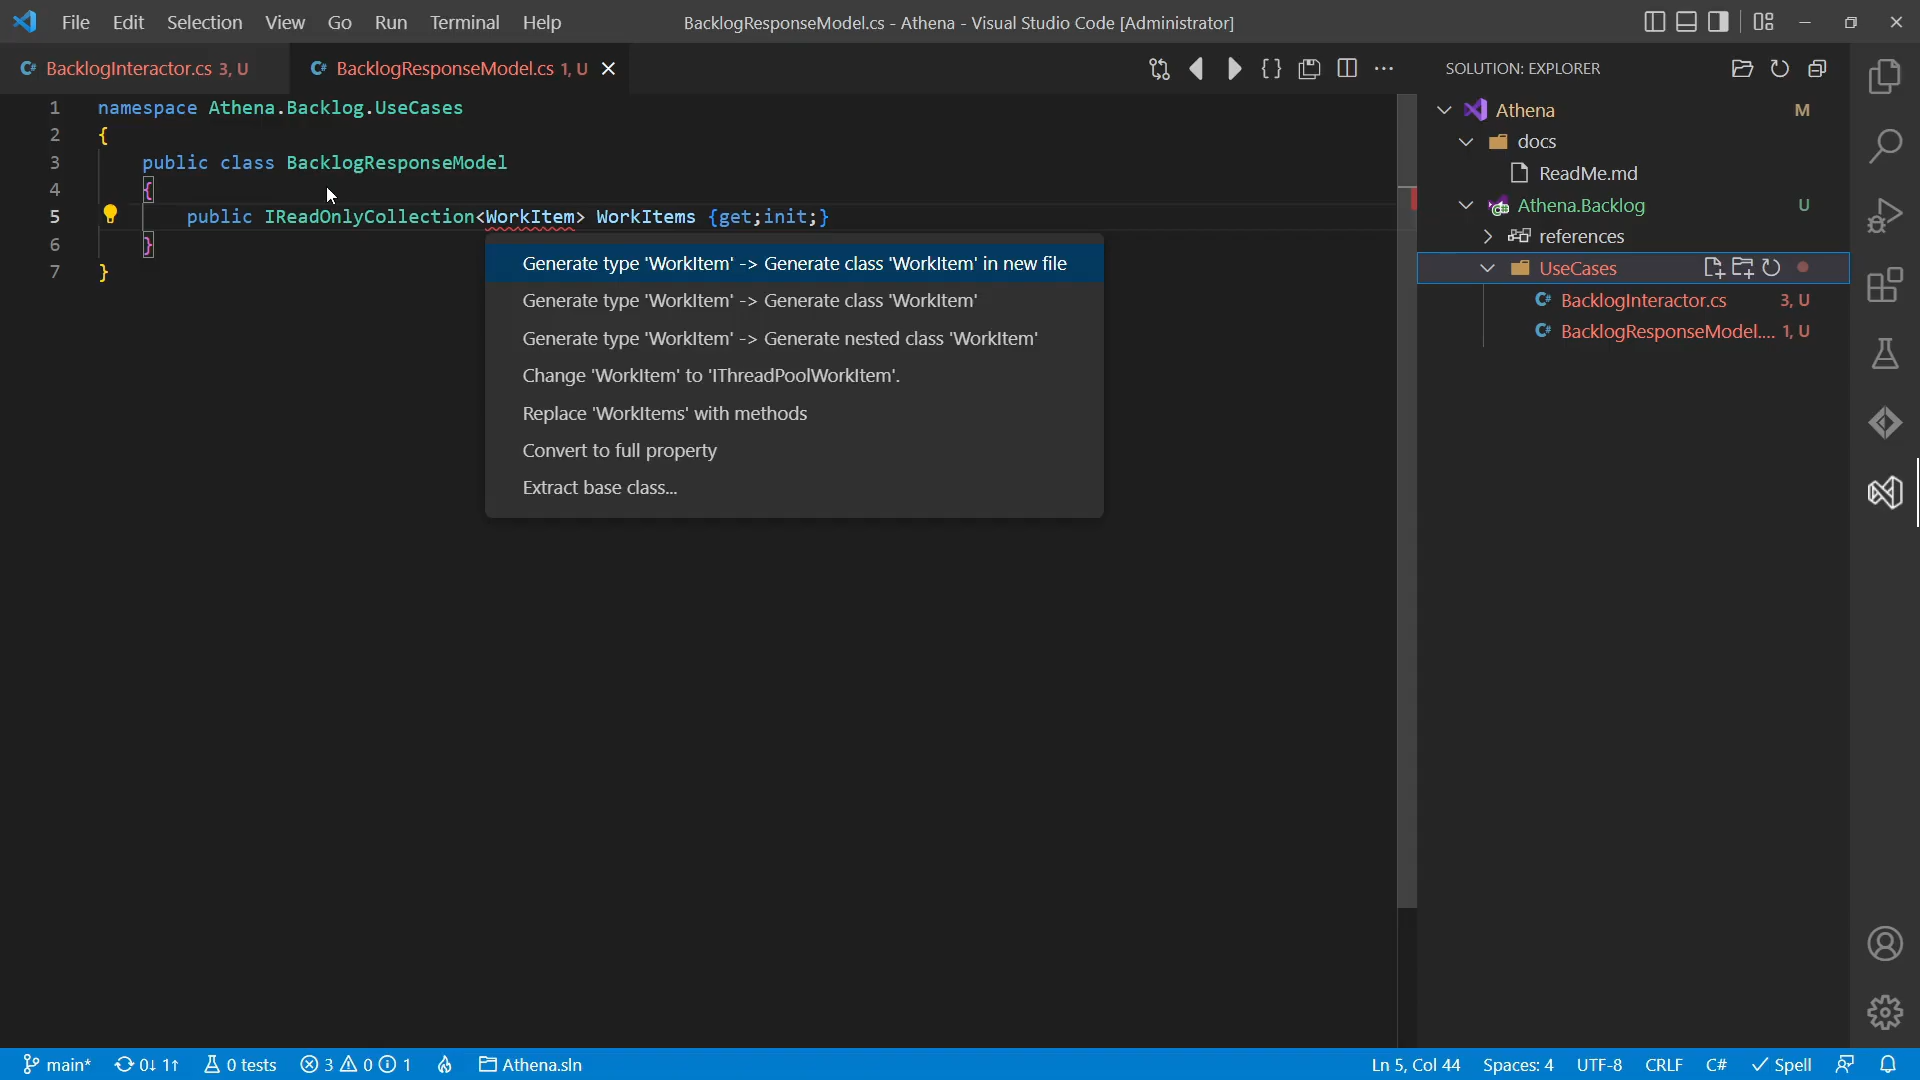 File Edit Selection View Go Run Terminal Help
BacklogResponseModel.cs - Athena - Visual Studio Code [Administrator]
BacklogInteractor.cs 3, U
BacklogResponseModel.cs 1, U
SOLUTION: EXPLORER
1 namespace Athena.Backlog.UseCases
2 {
3 public class BacklogResponseModel
4 {
5 public IReadOnlyCollection<WorkItem> WorkItems {get;init;}
6 }
7 }
Generate type 'WorkItem' -> Generate class 'WorkItem' in new file
Generate type 'WorkItem' -> Generate class 'WorkItem'
Generate type 'WorkItem' -> Generate nested class 'WorkItem'
Change 'WorkItem' to 'IThreadPoolWorkItem'.
Replace 'WorkItems' with methods
Convert to full property
Extract base class...
Athena M
docs
ReadMe.md
Athena.Backlog U
references
UseCases
BacklogInteractor.cs 3, U
BacklogResponseModel.... 1, U
main* 0↓ 1↑ 0 tests 3 0 1 Athena.sln
Ln 5, Col 44 Spaces: 4 UTF-8 CRLF C# Spell